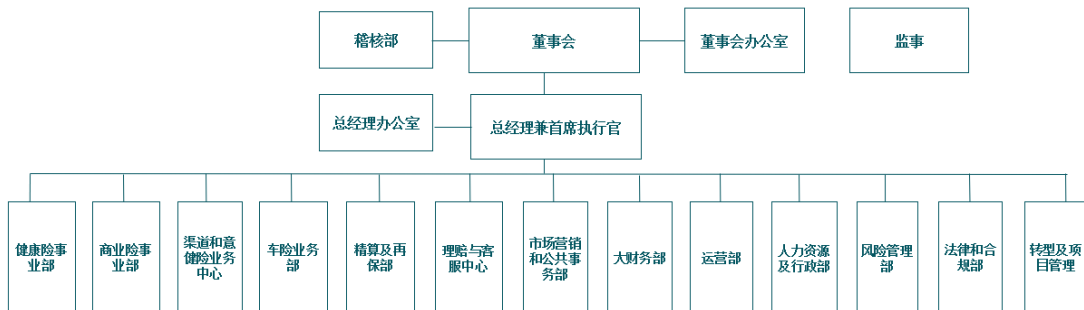 稽核部
董事会
董事会办公室
监事
总经理办公室
总经理兼首席执行官
健康险事
业部
商业险事
业部
渠道和意
健险业务
中心
车险业务
部
精算及再
保部
理赔与客
服中心
市场营销
和公共事
务部
大财务部
运营部
人力资源
及行政部
风险管理
部
法律和合
规部
转型及项
目管理